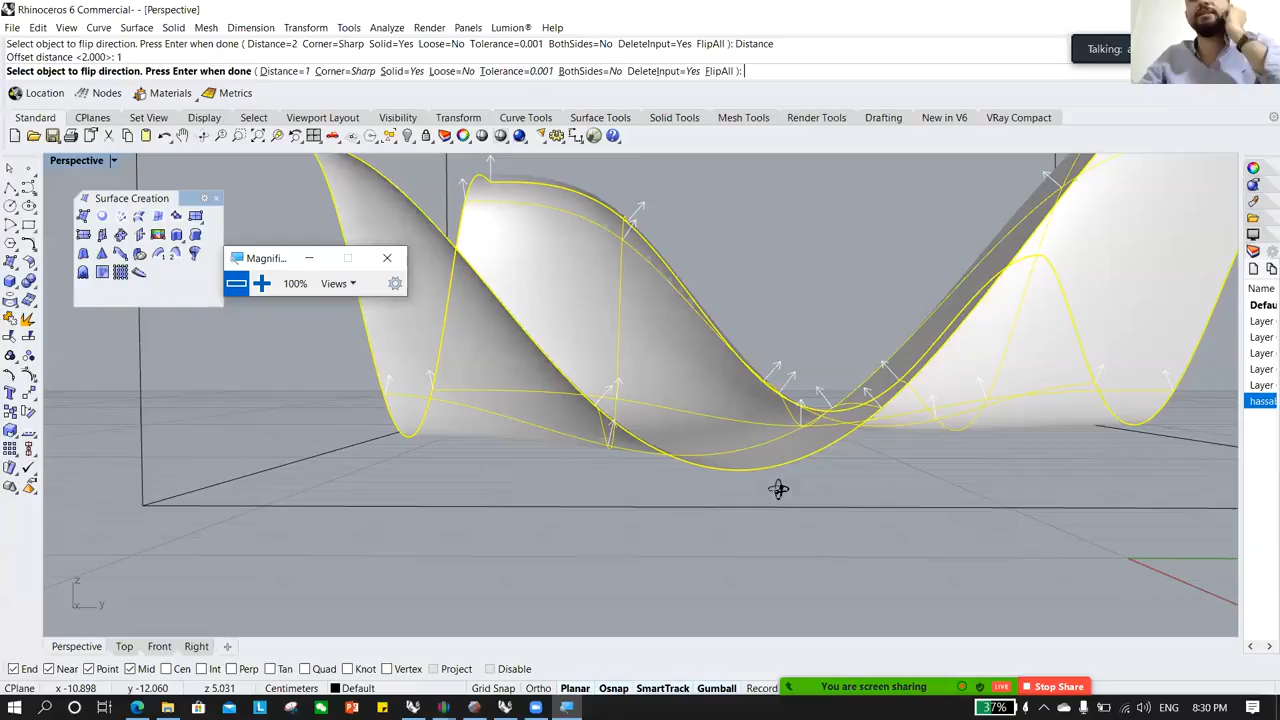 Rhinoceros 6 Commercial- - [Perspective]
File Edit View Curve Surface Solid Mesh Dimension Transform Tools Analyze Render Panels Lumion® Help
Select object to flip direction. Press Enter when done ( Distance=2 Corner=Sharp Solid=Yes Loose=No Tolerance=0.001 BothSides=No DeleteInput=Yes FlipAll ): Distance
Offset distance <2.000>: 1
Select object to flip direction. Press Enter when done ( Distance=1 Corner=Sharp Solid=Yes Loose=No Tolerance=0.001 BothSides=No DeleteInput=Yes FlipAll ):
Talking:
Location Nodes Materials Metrics
Standard CPlanes Set View Display Select Viewport Layout Visibility Transform Curve Tools Surface Tools Solid Tools Mesh Tools Render Tools Drafting New in V6 VRay Compact
Perspective
Surface Creation
Magnifi...
100% Views
Name
Defau
Layer
Layer
Layer
Layer
Layer
hassal
z
x y
Perspective Top Front Right
End Near Point Mid Cen Int Perp Tan Quad Knot Vertex Project Disable
CPlane x -10.898 y -12.060 z 5.031 Centimeters Default Grid Snap Ortho Planar Osnap SmartTrack Gumball Record
You are screen sharing LIVE Stop Share
37% ENG 8:30 PM